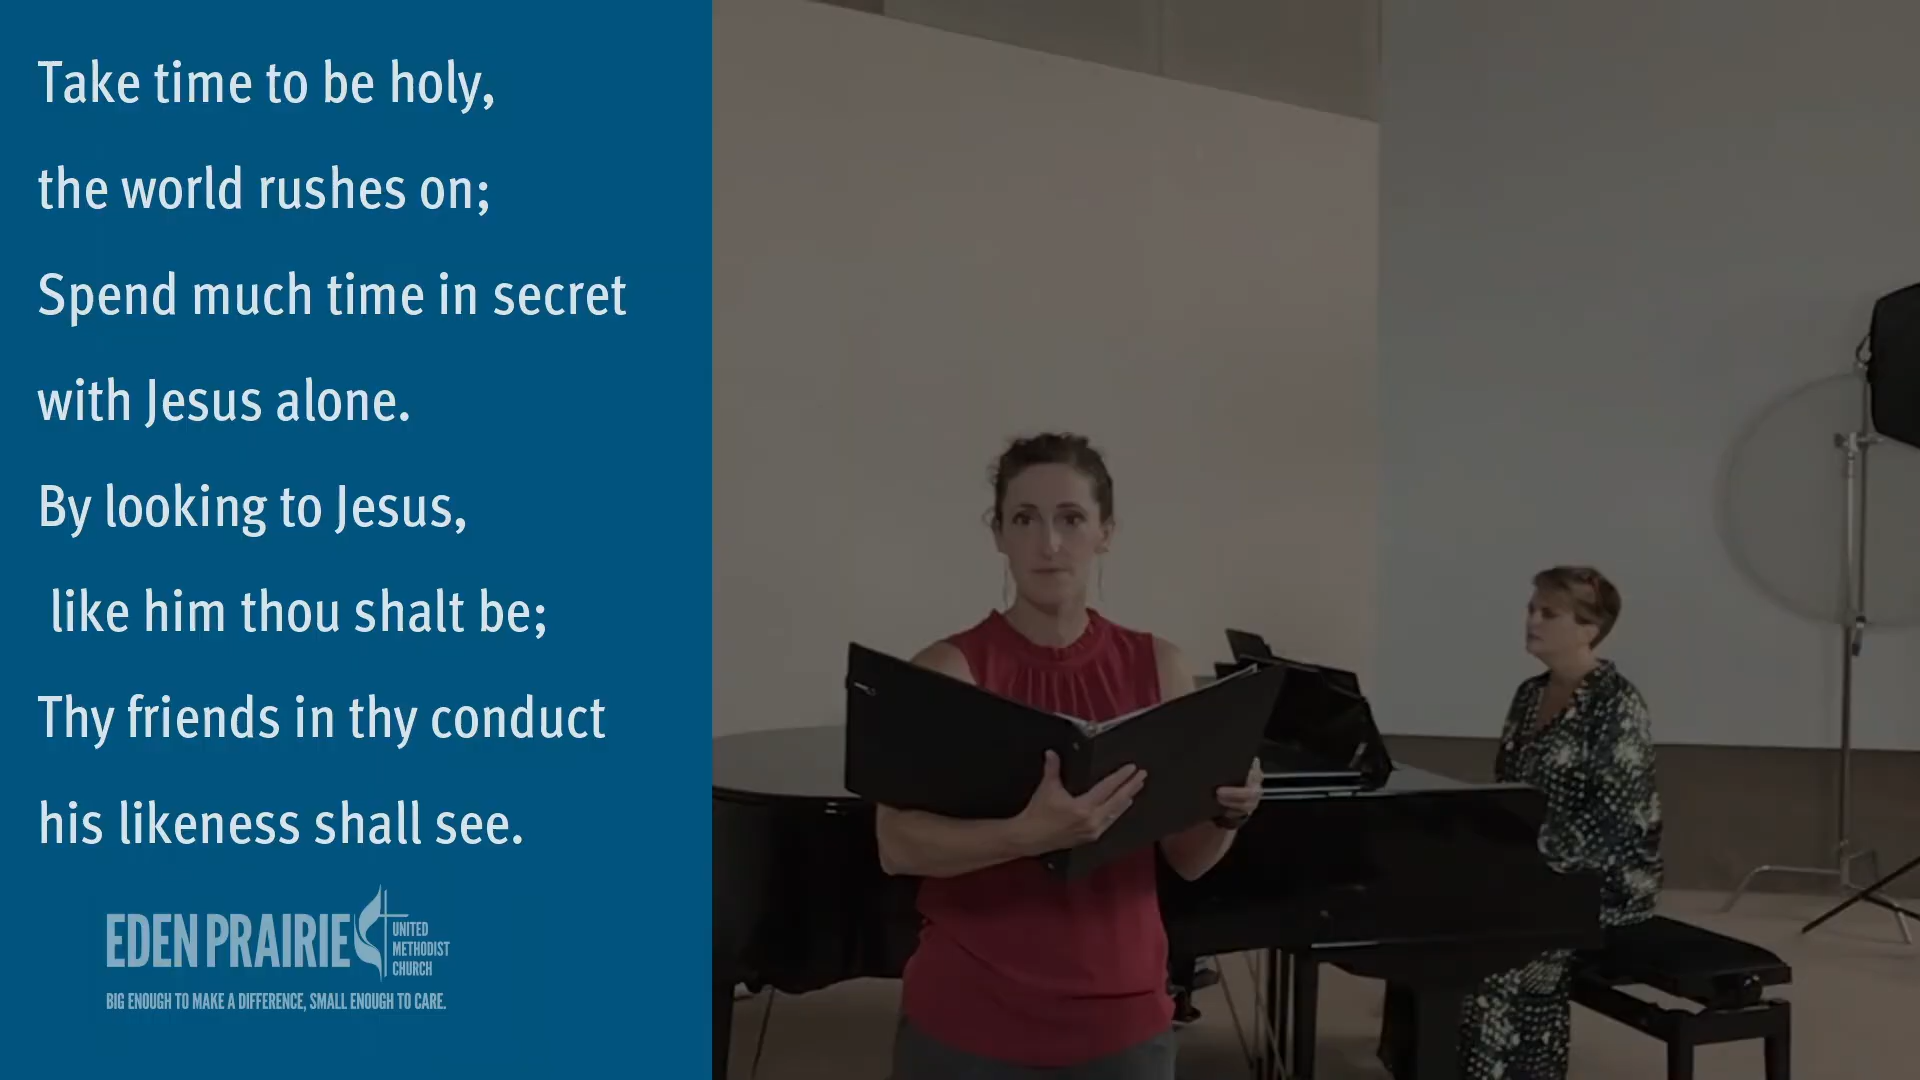 Take time to be holy,
the world rushes on;
Spend much time in secret
with Jesus alone.
By looking to Jesus,
like him thou shalt be;
Thy friends in thy conduct
his likeness shall see.
EDEN PRAIRIE
UNITED
METHODIST
CHURCH
BIG ENOUGH TO MAKE A DIFFERENCE, SMALL ENOUGH TO CARE.